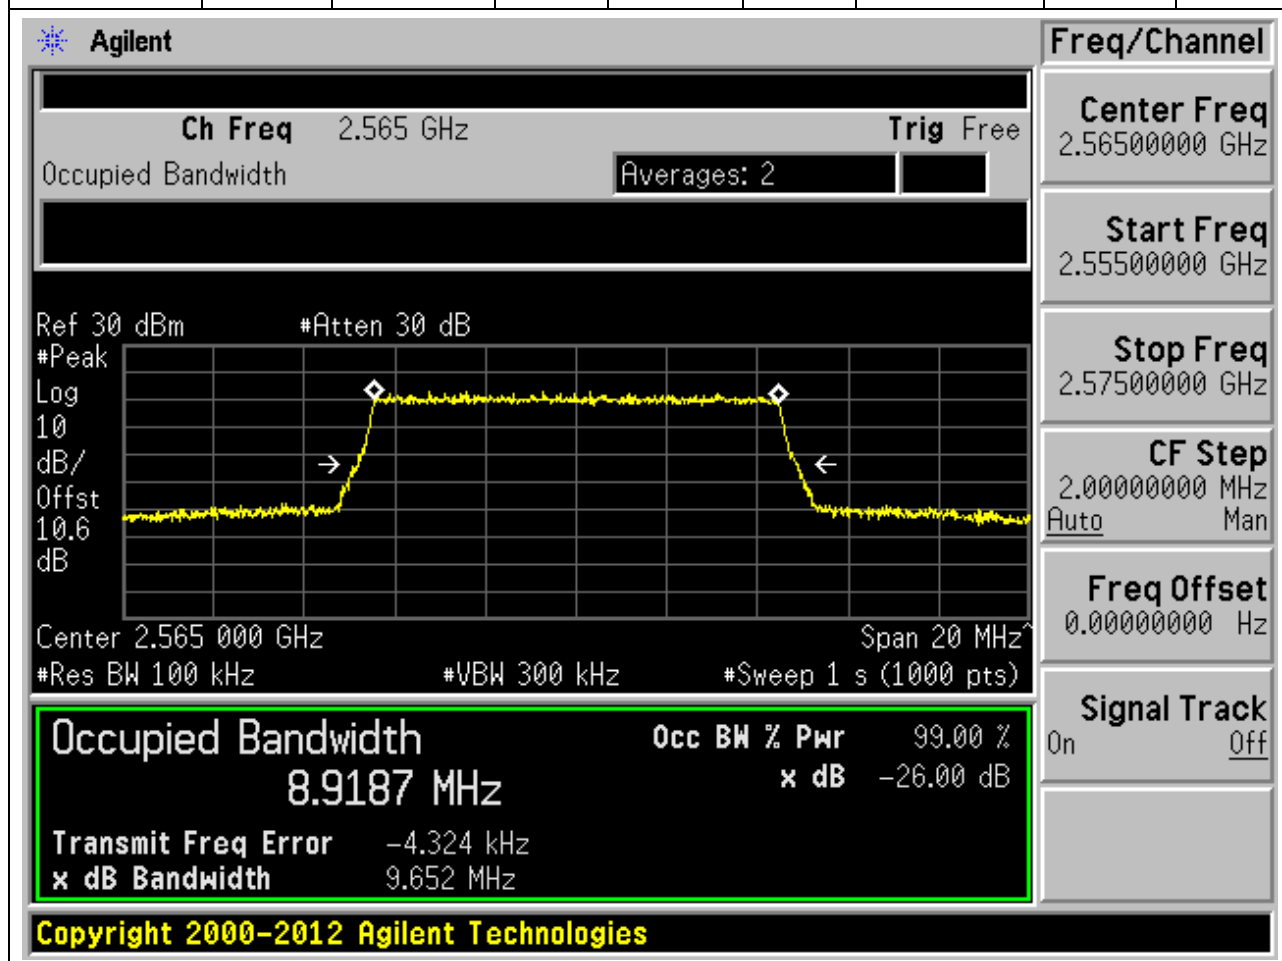 Agilent
Freq/Channel
Ch Freq 2.565 GHz Trig Free
Occupied Bandwidth Averages: 2
Center Freq
2.56500000 GHz
Start Freq
2.55500000 GHz
Stop Freq
2.57500000 GHz
CF Step
2.00000000 MHz
Auto Man
Freq Offset
0.00000000 Hz
Signal Track
On Off
Ref 30 dBm #Atten 30 dB
#Peak
Log
10
dB/
Offst
10.6
dB
Center 2.565 000 GHz Span 20 MHz^
#Res BW 100 kHz #VBW 300 kHz #Sweep 1 s (1000 pts)
Occupied Bandwidth Occ BW % Pwr 99.00 %
8.9187 MHz x dB -26.00 dB
Transmit Freq Error -4.324 kHz
x dB Bandwidth 9.652 MHz
Copyright 2000-2012 Agilent Technologies